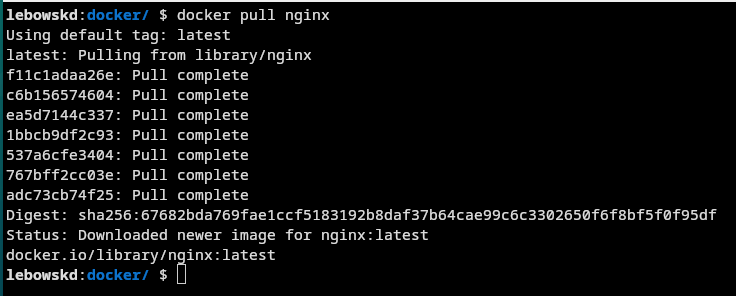 lebowskd:docker/ $ docker pull nginx
Using default tag: latest
latest: Pulling from library/nginx
f11c1adaa26e: Pull complete
c6b156574604: Pull complete
ea5d7144c337: Pull complete
1bbcb9df2c93: Pull complete
537a6cfe3404: Pull complete
767bff2cc03e: Pull complete
adc73cb74f25: Pull complete
Digest: sha256:67682bda769fae1ccf5183192b8daf37b64cae99c6c3302650f6f8bf5f0f95df
Status: Downloaded newer image for nginx:latest
docker.io/library/nginx:latest
lebowskd:docker/ $